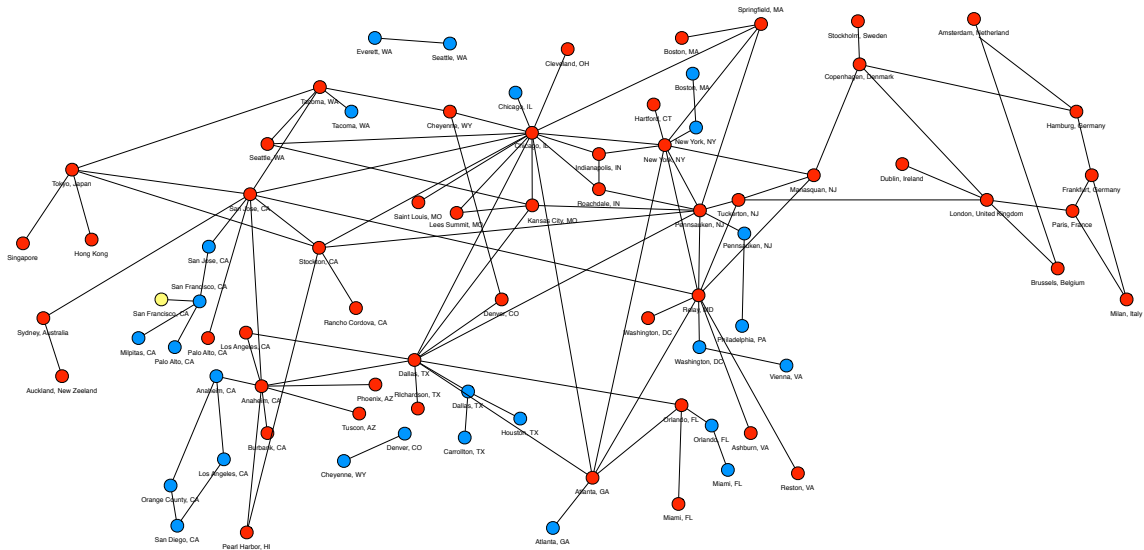 Springfield, MA
Stockholm, Sweden
Amsterdam, Netherland
Everett, WA
Seattle, WA
Boston, MA
Cleveland, OH
Copenhagen, Denmark
Boston, MA
Tacoma, WA
Chicago, IL
Hartford, CT
Tacoma, WA
Cheyenne, WY
Hamburg, Germany
New York, NY
Chicago, IL
Seattle, WA
New York, NY
Indianapolis, IN
Dublin, Ireland
Tokyo, Japan
Manasquan, NJ
Frankfurt, Germany
Roachdale, IN
San Jose, CA
Saint Louis, MO
Tuckerton, NJ
London, United Kingdom
Kansas City, MO
Lees Summit, MO
Pennsauken, NJ
Paris, France
Pennsauken, NJ
Singapore
Hong Kong
Stockton, CA
San Jose, CA
Brussels, Belgium
San Francisco, CA
San Francisco, CA
Denver, CO
Relay, MD
Milan, Italy
Rancho Cordova, CA
Sydney, Australia
Washington, DC
Philadelphia, PA
Los Angeles, CA
Milpitas, CA
Palo Alto, CA
Palo Alto, CA
Washington, DC
Dallas, TX
Vienna, VA
Auckland, New Zeeland
Anaheim, CA
Anaheim, CA
Phoenix, AZ
Richardson, TX
Dallas, TX
Orlando, FL
Tuscon, AZ
Houston, TX
Orlando, FL
Burbank, CA
Denver, CO
Carrollton, TX
Ashburn, VA
Los Angeles, CA
Cheyenne, WY
Miami, FL
Reston, VA
Atlanta, GA
Orange County, CA
Miami, FL
San Diego, CA
Atlanta, GA
Pearl Harbor, HI